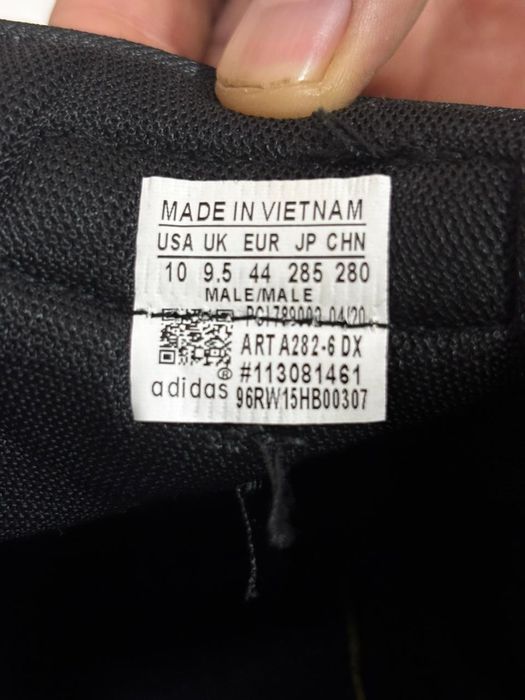 MADE IN VIETNAM
USA UK EUR JP CHN
10 9.5 44 285 280
MALE/MALE
04/20
ART A282-6 DX
#113081461
adidas® 96RW15HB00307